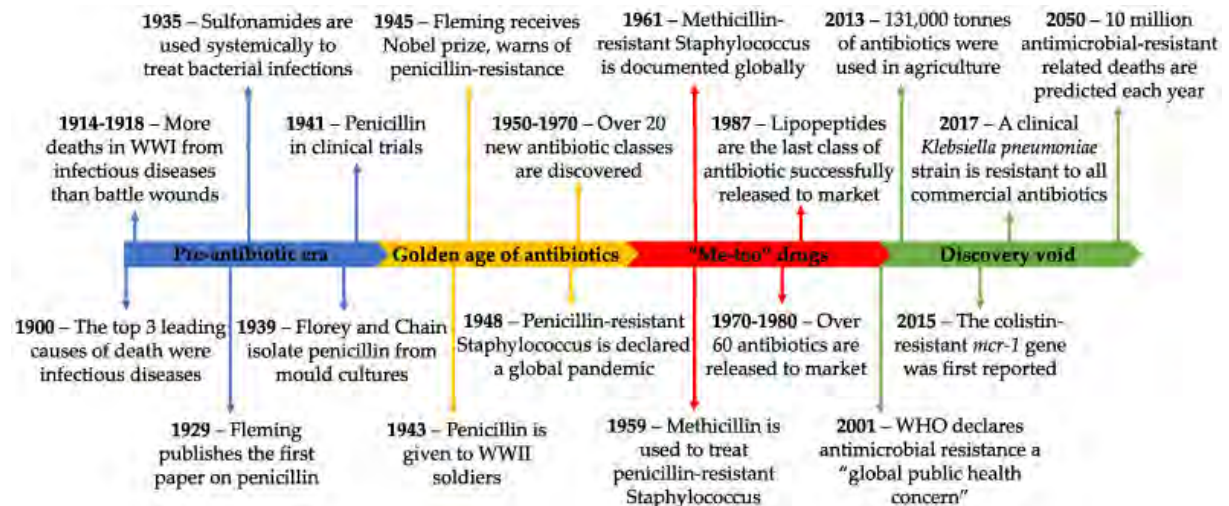 1935 – Sulfonamides are
used systemically to
treat bacterial infections
1945 – Fleming receives
Nobel prize, warns of
penicillin-resistance
1961 – Methicillin-
resistant Staphylococcus
is documented globally
2013 – 131,000 tonnes
of antibiotics were
used in agriculture
2050 – 10 million
antimicrobial-resistant
related deaths are
predicted each year
1914-1918 – More
deaths in WWI from
infectious diseases
than battle wounds
1941 – Penicillin
in clinical trials
1950-1970 – Over 20
new antibiotic classes
are discovered
1987 – Lipopeptides
are the last class of
antibiotic successfully
released to market
2017 – A clinical
Klebsiella pneumoniae
strain is resistant to all
commercial antibiotics
Pre-antibiotic era
Golden age of antibiotics
"Me-too" drugs
Discovery void
1900 – The top 3 leading
causes of death were
infectious diseases
1939 – Florey and Chain
isolate penicillin from
mould cultures
1948 – Penicillin-resistant
Staphylococcus is declared
a global pandemic
1970-1980 – Over
60 antibiotics are
released to market
2015 – The colistin-
resistant mcr-1 gene
was first reported
1929 – Fleming
publishes the first
paper on penicillin
1943 – Penicillin is
given to WWII
soldiers
1959 – Methicillin is
used to treat
penicillin-resistant
Staphylococcus
2001 – WHO declares
antimicrobial resistance a
"global public health
concern"